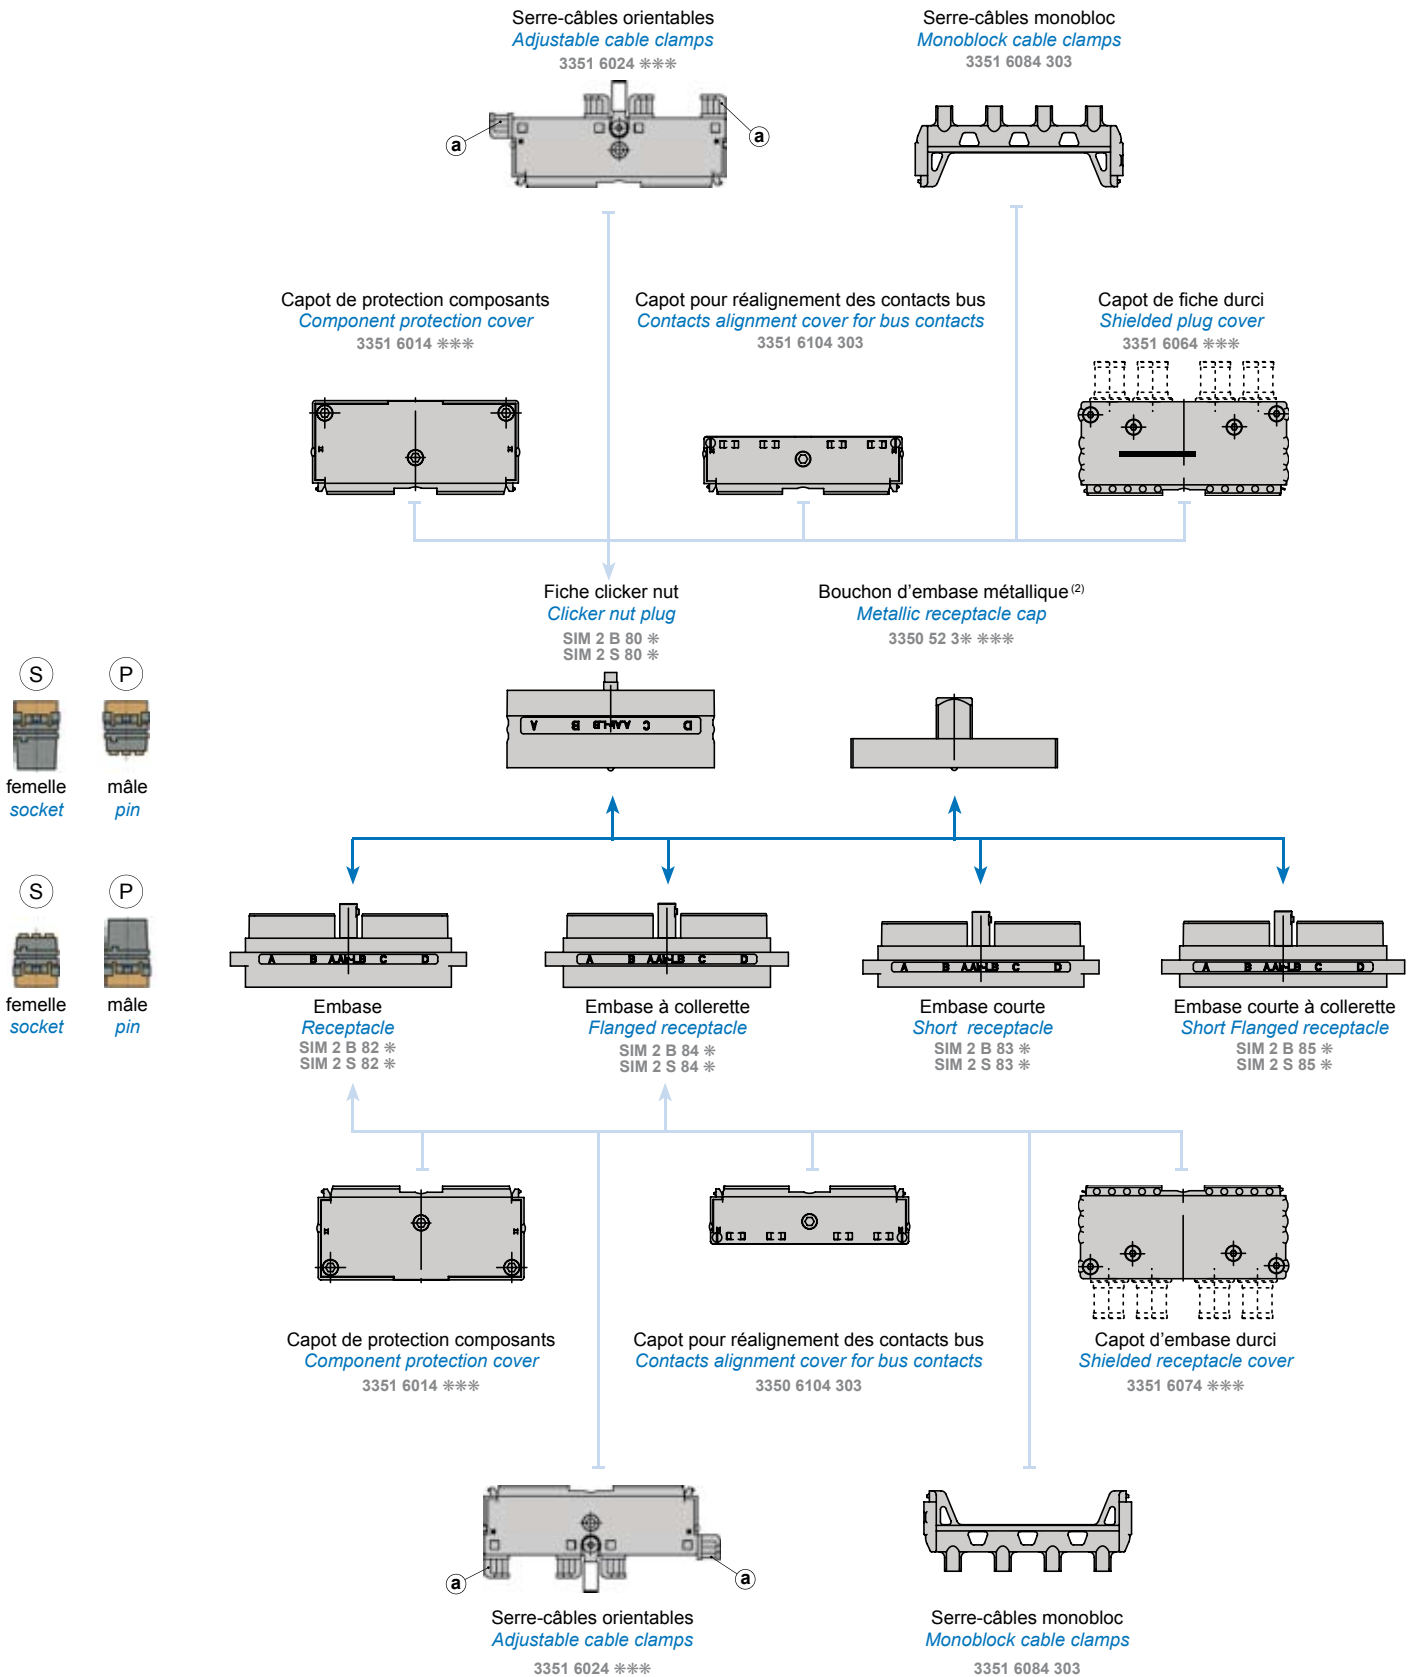 Serre-câbles orientables
Adjustable cable clamps
3351 6024 ***
Serre-câbles monobloc
Monoblock cable clamps
3351 6084 303
a
a
Capot de protection composants
Component protection cover
3351 6014 ***
Capot pour réalignement des contacts bus
Contacts alignment cover for bus contacts
3351 6104 303
Capot de fiche durci
Shielded plug cover
3351 6064 ***
Fiche clicker nut
Clicker nut plug
SIM 2 B 80 *
SIM 2 S 80 *
Bouchon d'embase métallique (2)
Metallic receptacle cap
3350 52 3* ***
S
P
femelle
socket
mâle
pin
A B C D
S
P
femelle
socket
mâle
pin
A B C D
A B C D
A B C D
A B C D
Embase
Receptacle
SIM 2 B 82 *
SIM 2 S 82 *
Embase à collerette
Flanged receptacle
SIM 2 B 84 *
SIM 2 S 84 *
Embase courte
Short receptacle
SIM 2 B 83 *
SIM 2 S 83 *
Embase courte à collerette
Short Flanged receptacle
SIM 2 B 85 *
SIM 2 S 85 *
Capot de protection composants
Component protection cover
3351 6014 ***
Capot pour réalignement des contacts bus
Contacts alignment cover for bus contacts
3350 6104 303
Capot d'embase durci
Shielded receptacle cover
3351 6074 ***
a
a
Serre-câbles orientables
Adjustable cable clamps
3351 6024 ***
Serre-câbles monobloc
Monoblock cable clamps
3351 6084 303